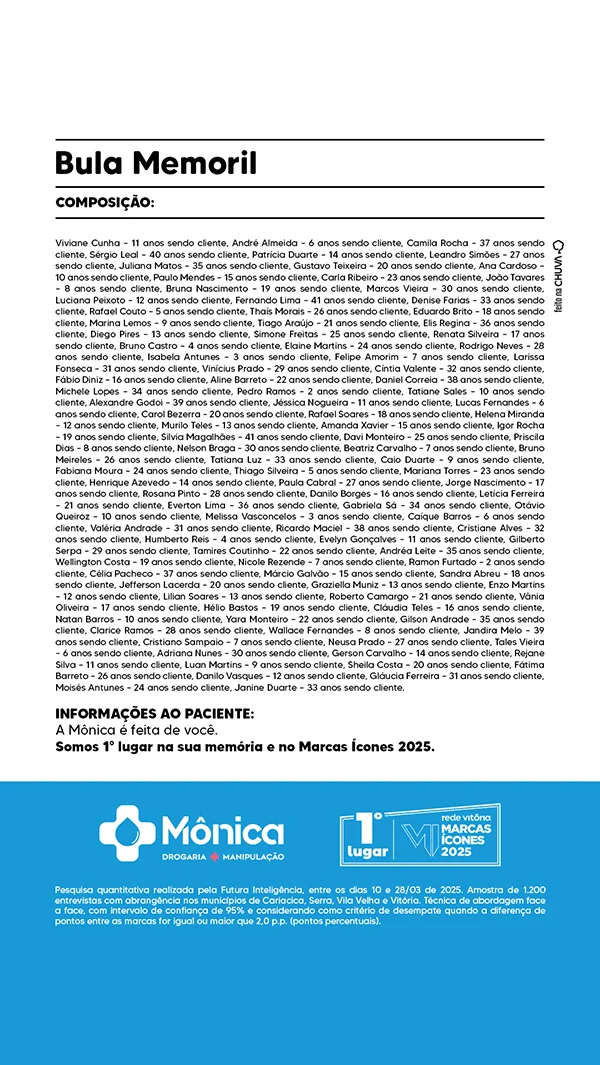 Bula Memoril
COMPOSIÇÃO:
Viviane Cunha - 11 anos sendo cliente, André Almeida - 6 anos sendo cliente, Camila Rocha - 37 anos sendo
cliente, Sérgio Leal - 40 anos sendo cliente, Patrícia Duarte - 14 anos sendo cliente, Leandro Simões - 27 anos
sendo cliente, Juliana Matos - 35 anos sendo cliente, Gustavo Teixeira - 20 anos sendo cliente, Ana Cardoso -
10 anos sendo cliente, Paulo Mendes - 15 anos sendo cliente, Carla Ribeiro - 23 anos sendo cliente, João Tavares
- 8 anos sendo cliente, Bruna Nascimento - 19 anos sendo cliente, Marcos Vieira - 30 anos sendo cliente,
Luciana Peixoto - 12 anos sendo cliente, Fernando Lima - 41 anos sendo cliente, Denise Farias - 33 anos sendo
cliente, Rafael Couto - 5 anos sendo cliente, Thaís Morais - 26 anos sendo cliente, Eduardo Brito - 18 anos sendo
cliente, Marina Lemos - 9 anos sendo cliente, Tiago Araújo - 21 anos sendo cliente, Elis Regina - 36 anos sendo
cliente, Diego Pires - 13 anos sendo cliente, Simone Freitas - 25 anos sendo cliente, Renata Silveira - 17 anos
sendo cliente, Bruno Castro - 4 anos sendo cliente, Elaine Martins - 24 anos sendo cliente, Rodrigo Neves - 28
anos sendo cliente, Isabela Antunes - 3 anos sendo cliente, Felipe Amorim - 7 anos sendo cliente, Larissa
Fonseca - 31 anos sendo cliente, Vinícius Prado - 29 anos sendo cliente, Cíntia Valente - 32 anos sendo cliente,
Fábio Diniz - 16 anos sendo cliente, Aline Barreto - 22 anos sendo cliente, Daniel Correia - 38 anos sendo cliente,
Michele Lopes - 34 anos sendo cliente, Pedro Ramos - 2 anos sendo cliente, Tatiane Sales - 10 anos sendo
cliente, Alexandre Godoi - 39 anos sendo cliente, Jéssica Nogueira - 11 anos sendo cliente, Lucas Fernandes - 6
anos sendo cliente, Carol Bezerra - 20 anos sendo cliente, Rafael Soares - 18 anos sendo cliente, Helena Miranda
- 12 anos sendo cliente, Murilo Teles - 13 anos sendo cliente, Amanda Xavier - 15 anos sendo cliente, Igor Rocha
- 19 anos sendo cliente, Silvia Magalhães - 41 anos sendo cliente, Davi Monteiro - 25 anos sendo cliente, Priscila
Dias - 8 anos sendo cliente, Nelson Braga - 30 anos sendo cliente, Beatriz Carvalho - 7 anos sendo cliente, Bruno
Meireles - 26 anos sendo cliente, Tatiana Luz - 33 anos sendo cliente, Caio Duarte - 9 anos sendo cliente,
Fabiana Moura - 24 anos sendo cliente, Thiago Silveira - 5 anos sendo cliente, Mariana Torres - 23 anos sendo
cliente, Henrique Azevedo - 14 anos sendo cliente, Paula Cabral - 27 anos sendo cliente, Jorge Nascimento - 17
anos sendo cliente, Rosana Pinto - 28 anos sendo cliente, Danilo Borges - 16 anos sendo cliente, Letícia Ferreira
- 21 anos sendo cliente, Everton Lima - 36 anos sendo cliente, Gabriela Sá - 34 anos sendo cliente, Otávio
Queiroz - 10 anos sendo cliente, Melissa Vasconcelos - 3 anos sendo cliente, Caíque Barros - 6 anos sendo
cliente, Valéria Andrade - 31 anos sendo cliente, Ricardo Maciel - 38 anos sendo cliente, Cristiane Alves - 32
anos sendo cliente, Humberto Reis - 4 anos sendo cliente, Evelyn Gonçalves - 11 anos sendo cliente, Gilberto
Serpa - 29 anos sendo cliente, Tamires Coutinho - 22 anos sendo cliente, Andréa Leite - 35 anos sendo cliente,
Wellington Costa - 19 anos sendo cliente, Nicole Rezende - 7 anos sendo cliente, Ramon Furtado - 2 anos sendo
cliente, Célia Pacheco - 37 anos sendo cliente, Márcio Galvão - 15 anos sendo cliente, Sandra Abreu - 18 anos
sendo cliente, Jefferson Lacerda - 20 anos sendo cliente, Graziella Muniz - 13 anos sendo cliente, Enzo Martins
- 12 anos sendo cliente, Lilian Soares - 13 anos sendo cliente, Roberto Camargo - 21 anos sendo cliente, Vânia
Oliveira - 17 anos sendo cliente, Hélio Bastos - 19 anos sendo cliente, Cláudia Teles - 16 anos sendo cliente,
Natan Barros - 10 anos sendo cliente, Yara Monteiro - 22 anos sendo cliente, Gilson Andrade - 35 anos sendo
cliente, Clarice Ramos - 28 anos sendo cliente, Wallace Fernandes - 8 anos sendo cliente, Jandira Melo - 39
anos sendo cliente, Cristiano Sampaio - 7 anos sendo cliente, Neusa Prado - 27 anos sendo cliente, Tales Vieira
- 6 anos sendo cliente, Adriana Nunes - 30 anos sendo cliente, Gerson Carvalho - 14 anos sendo cliente, Rejane
Silva - 11 anos sendo cliente, Luan Martins - 9 anos sendo cliente, Sheila Costa - 20 anos sendo cliente, Fátima
Barreto - 26 anos sendo cliente, Danilo Vasques - 12 anos sendo cliente, Gláucia Ferreira - 31 anos sendo cliente,
Moisés Antunes - 24 anos sendo cliente, Janine Duarte - 33 anos sendo cliente.
feito na CHUVA
INFORMAÇÕES AO PACIENTE:
A Mônica é feita de você.
Somos 1º lugar na sua memória e no Marcas Ícones 2025.
Mônica
DROGARIA + MANIPULAÇÃO
1º
lugar
rede vitória
MARCAS
ÍCONES
2025
Pesquisa quantitativa realizada pela Futura Inteligência, entre os dias 10 e 28/03 de 2025. Amostra de 1.200
entrevistas com abrangência nos municípios de Cariacica, Serra, Vila Velha e Vitória. Técnica de abordagem face
a face, com intervalo de confiança de 95% e considerando como critério de desempate quando a diferença de
pontos entre as marcas for igual ou maior que 2,0 p.p. (pontos percentuais).